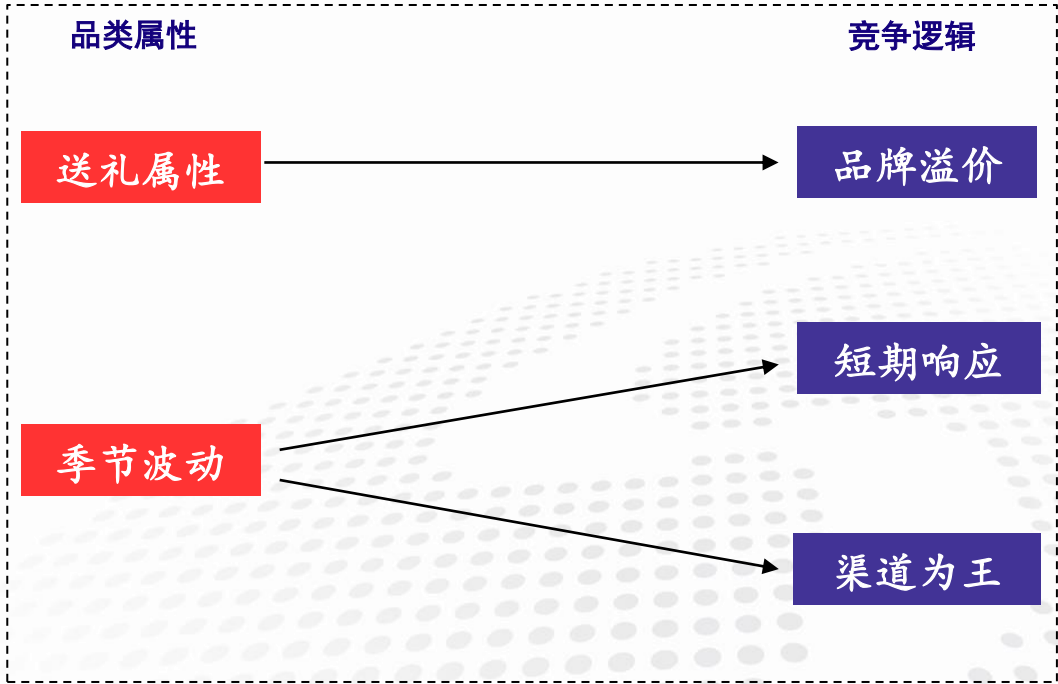 品类属性
竞争逻辑
送礼属性
品牌溢价
短期响应
季节波动
渠道为王